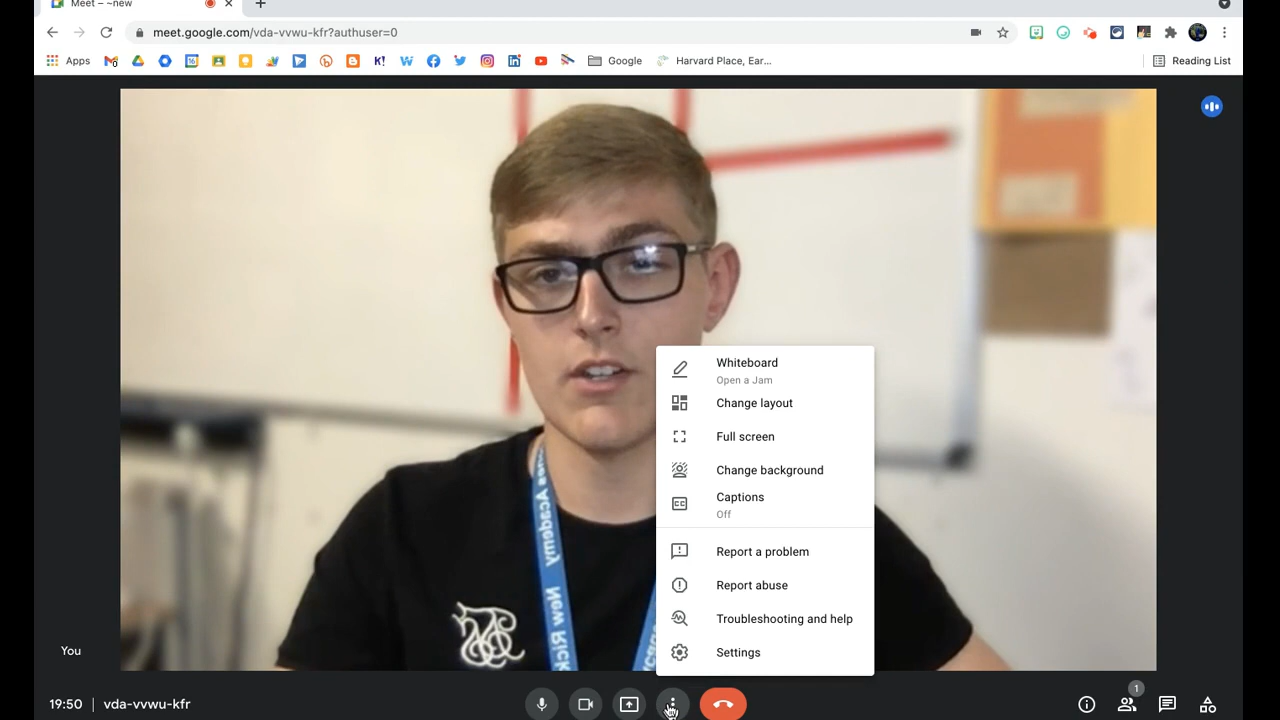 Meet – ~new
meet.google.com/vda-vvwu-kfr?authuser=0
Apps
K!
Google
Harvard Place, Ear...
Reading List
Whiteboard
Open a Jam
Change layout
Full screen
Change background
Captions
Off
Report a problem
Report abuse
Troubleshooting and help
Settings
You
19:50
vda-vvwu-kfr
1